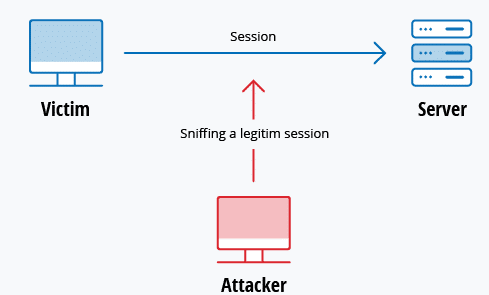 Session
Victim
Server
Sniffing a legitim session
Attacker